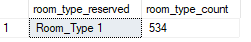 room_type_reserved room_type_count
1 Room_Type 1 534